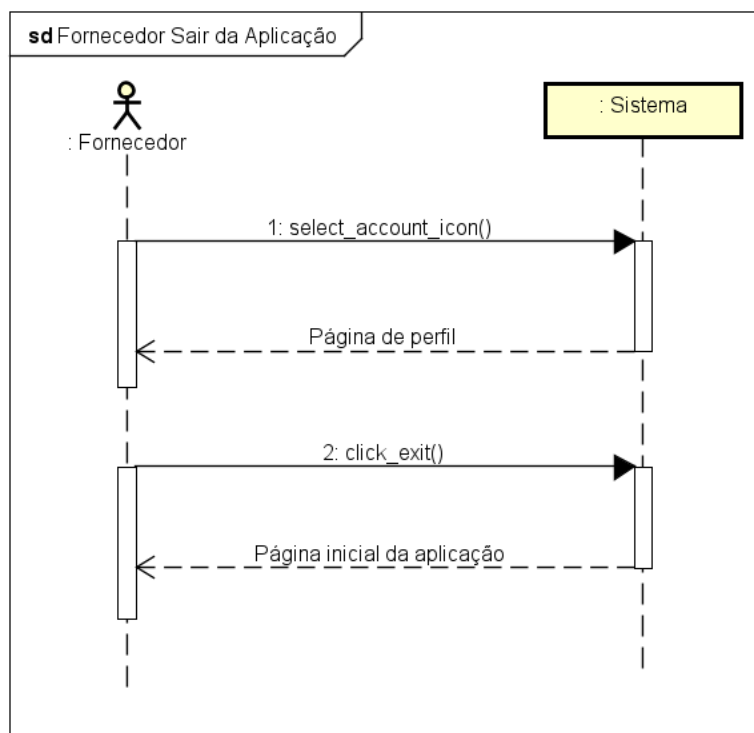 sd Fornecedor Sair da Aplicação
: Fornecedor
: Sistema
1: select_account_icon()
Página de perfil
2: click_exit()
Página inicial da aplicação